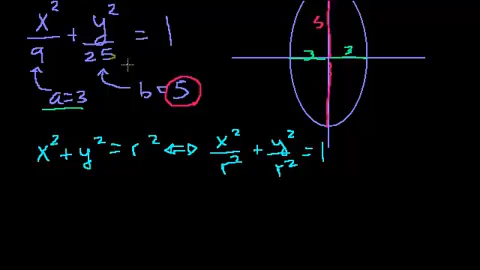 x²/9 + y²/25 = 1
5
3 3
a=3 b=5
x² + y² = r² ⇔ x²/r² + y²/r² = 1